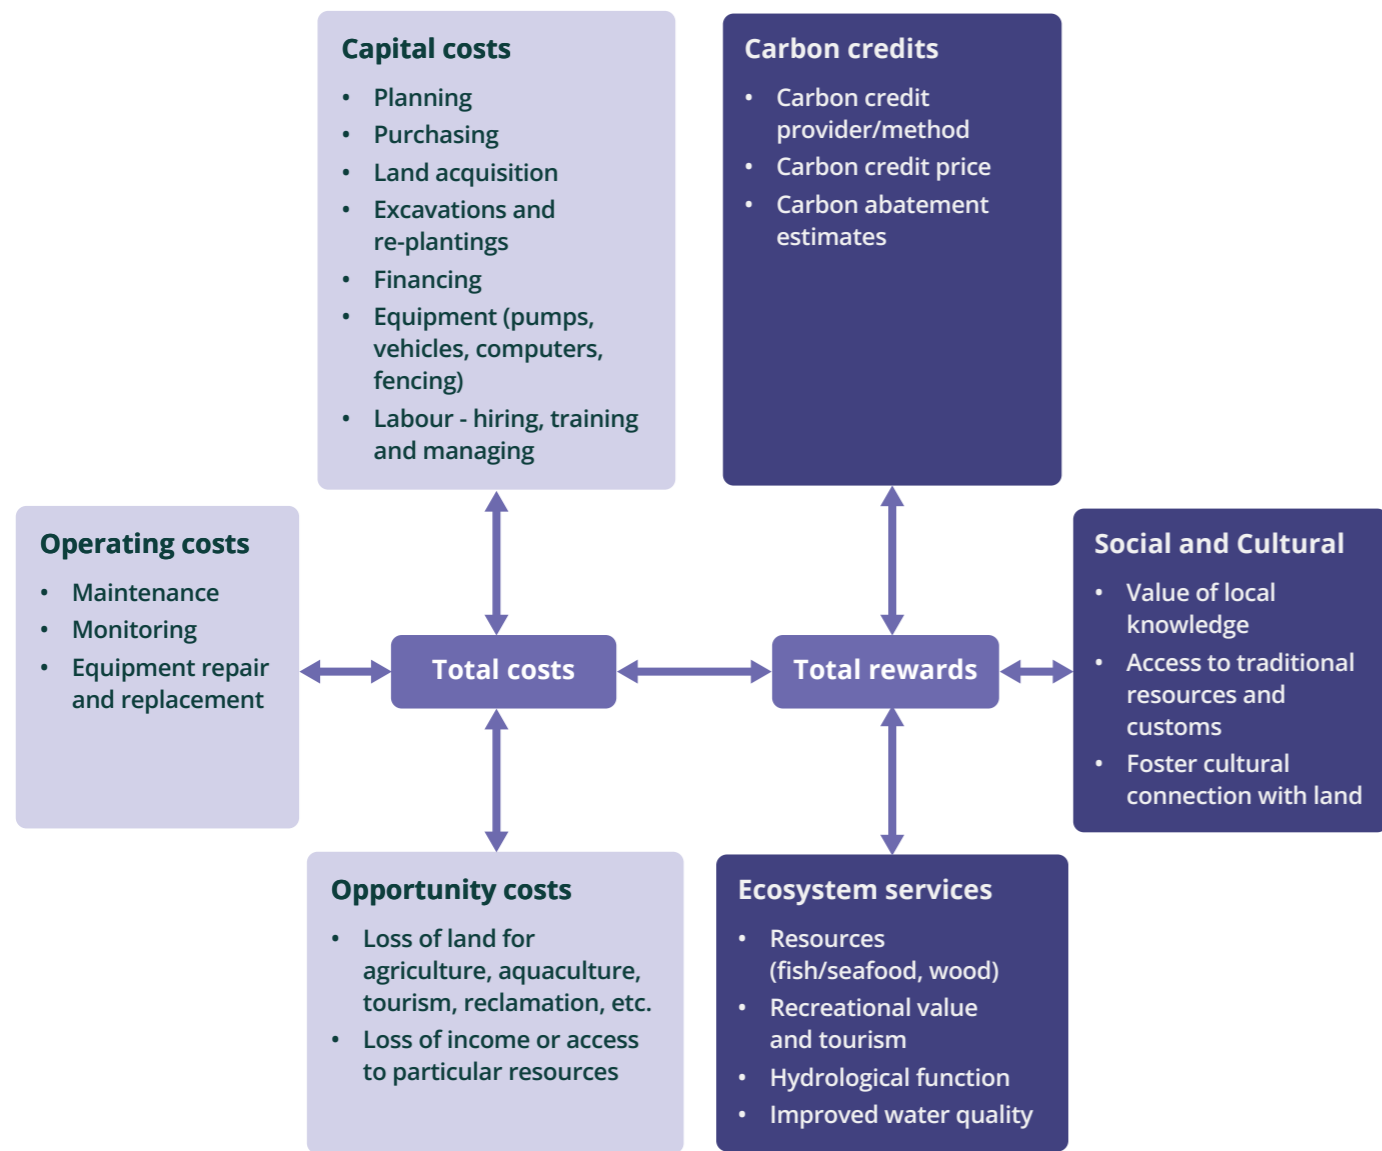 Capital costs
• Planning
• Purchasing
• Land acquisition
• Excavations and
re-plantings
• Financing
• Equipment (pumps,
vehicles, computers,
fencing)
• Labour - hiring, training
and managing
Carbon credits
• Carbon credit
provider/method
• Carbon credit price
• Carbon abatement
estimates
Operating costs
• Maintenance
• Monitoring
• Equipment repair
and replacement
Total costs
Total rewards
Social and Cultural
• Value of local
knowledge
• Access to traditional
resources and
customs
• Foster cultural
connection with land
Opportunity costs
• Loss of land for
agriculture, aquaculture,
tourism, reclamation, etc.
• Loss of income or access
to particular resources
Ecosystem services
• Resources
(fish/seafood, wood)
• Recreational value
and tourism
• Hydrological function
• Improved water quality